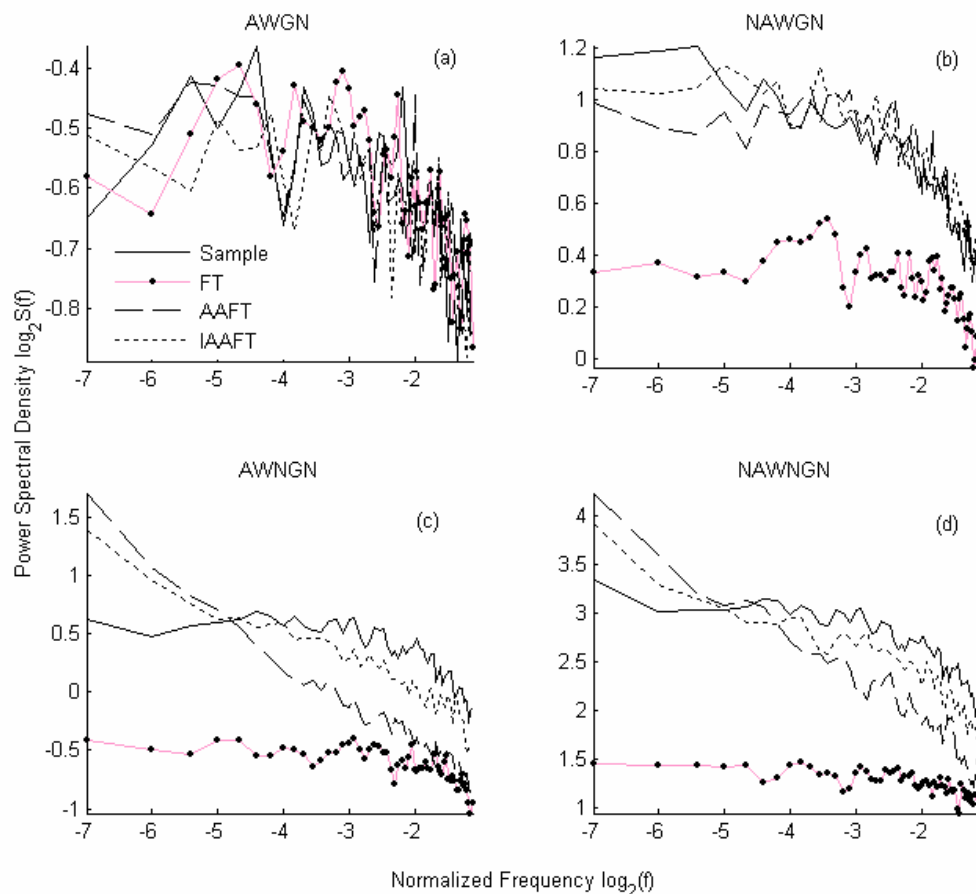 AWGN
NAWGN
(a)
-0.4
-0.5
-0.6
-0.7
-0.8
Sample
FT
AAFT
IAAFT
-7 -6 -5 -4 -3 -2
(b)
1.2
1
0.8
0.6
0.4
0.2
0
-7 -6 -5 -4 -3 -2
Power Spectral Density log2S(f)
AWNGN
NAWNGN
(c)
1.5
1
0.5
0
-0.5
-1
-7 -6 -5 -4 -3 -2
(d)
4
3.5
3
2.5
2
1.5
1
-7 -6 -5 -4 -3 -2
Normalized Frequency log2(f)